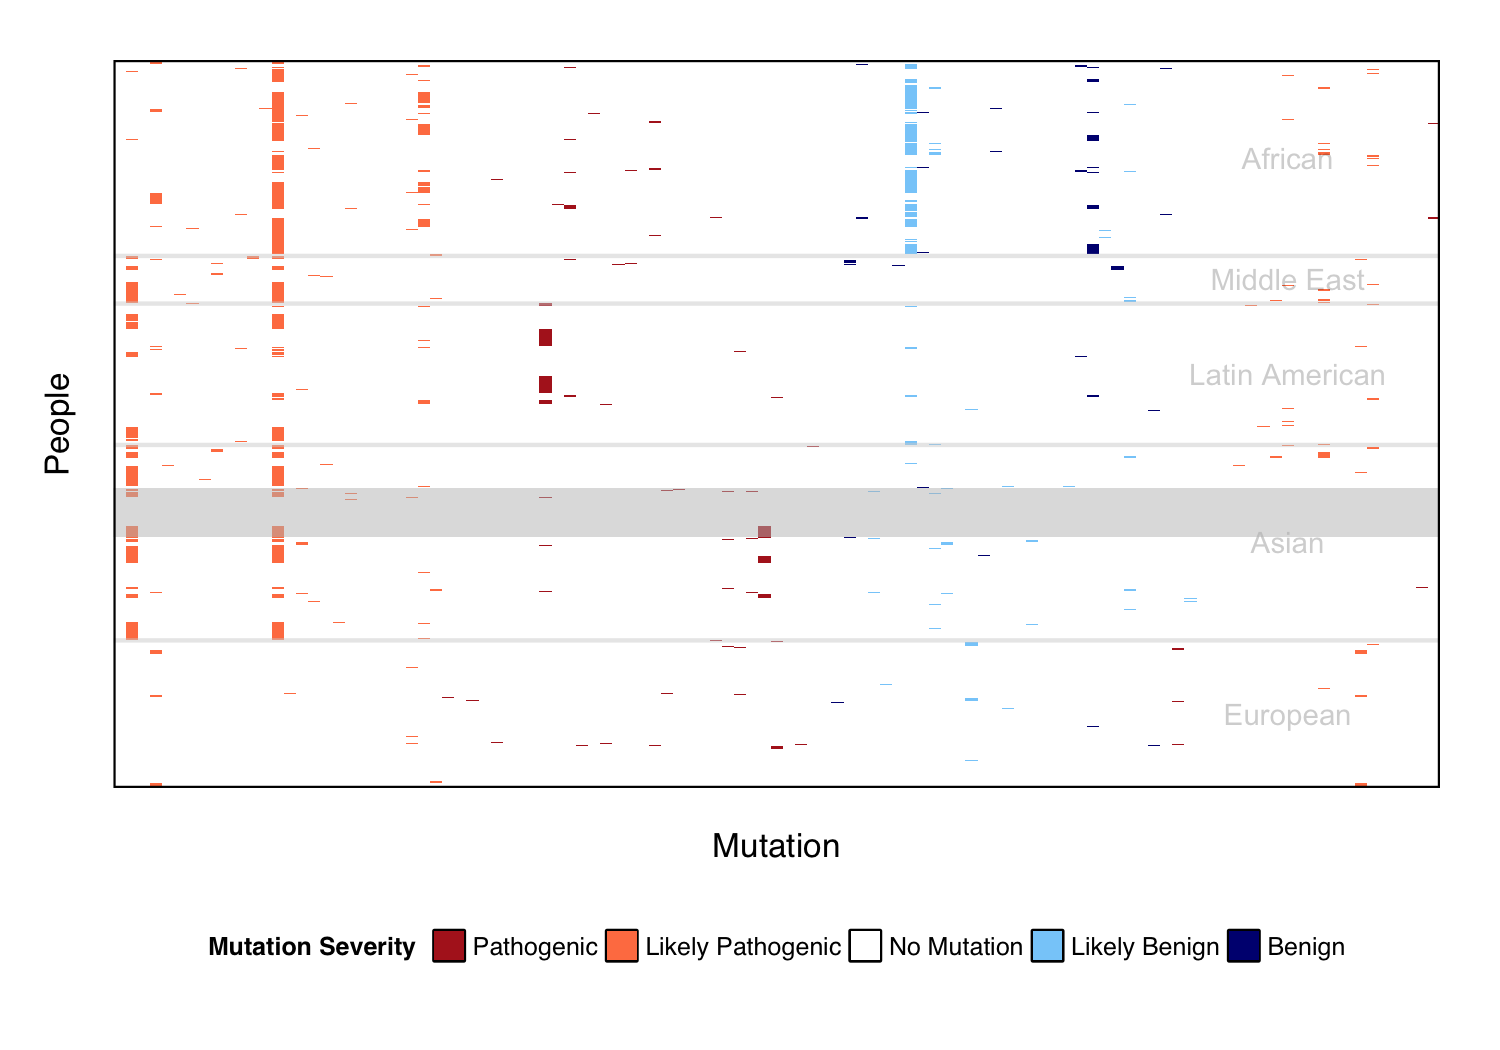 African
Middle East
Latin American
People
Asian
European
Mutation
Mutation Severity Pathogenic Likely Pathogenic No Mutation Likely Benign Benign